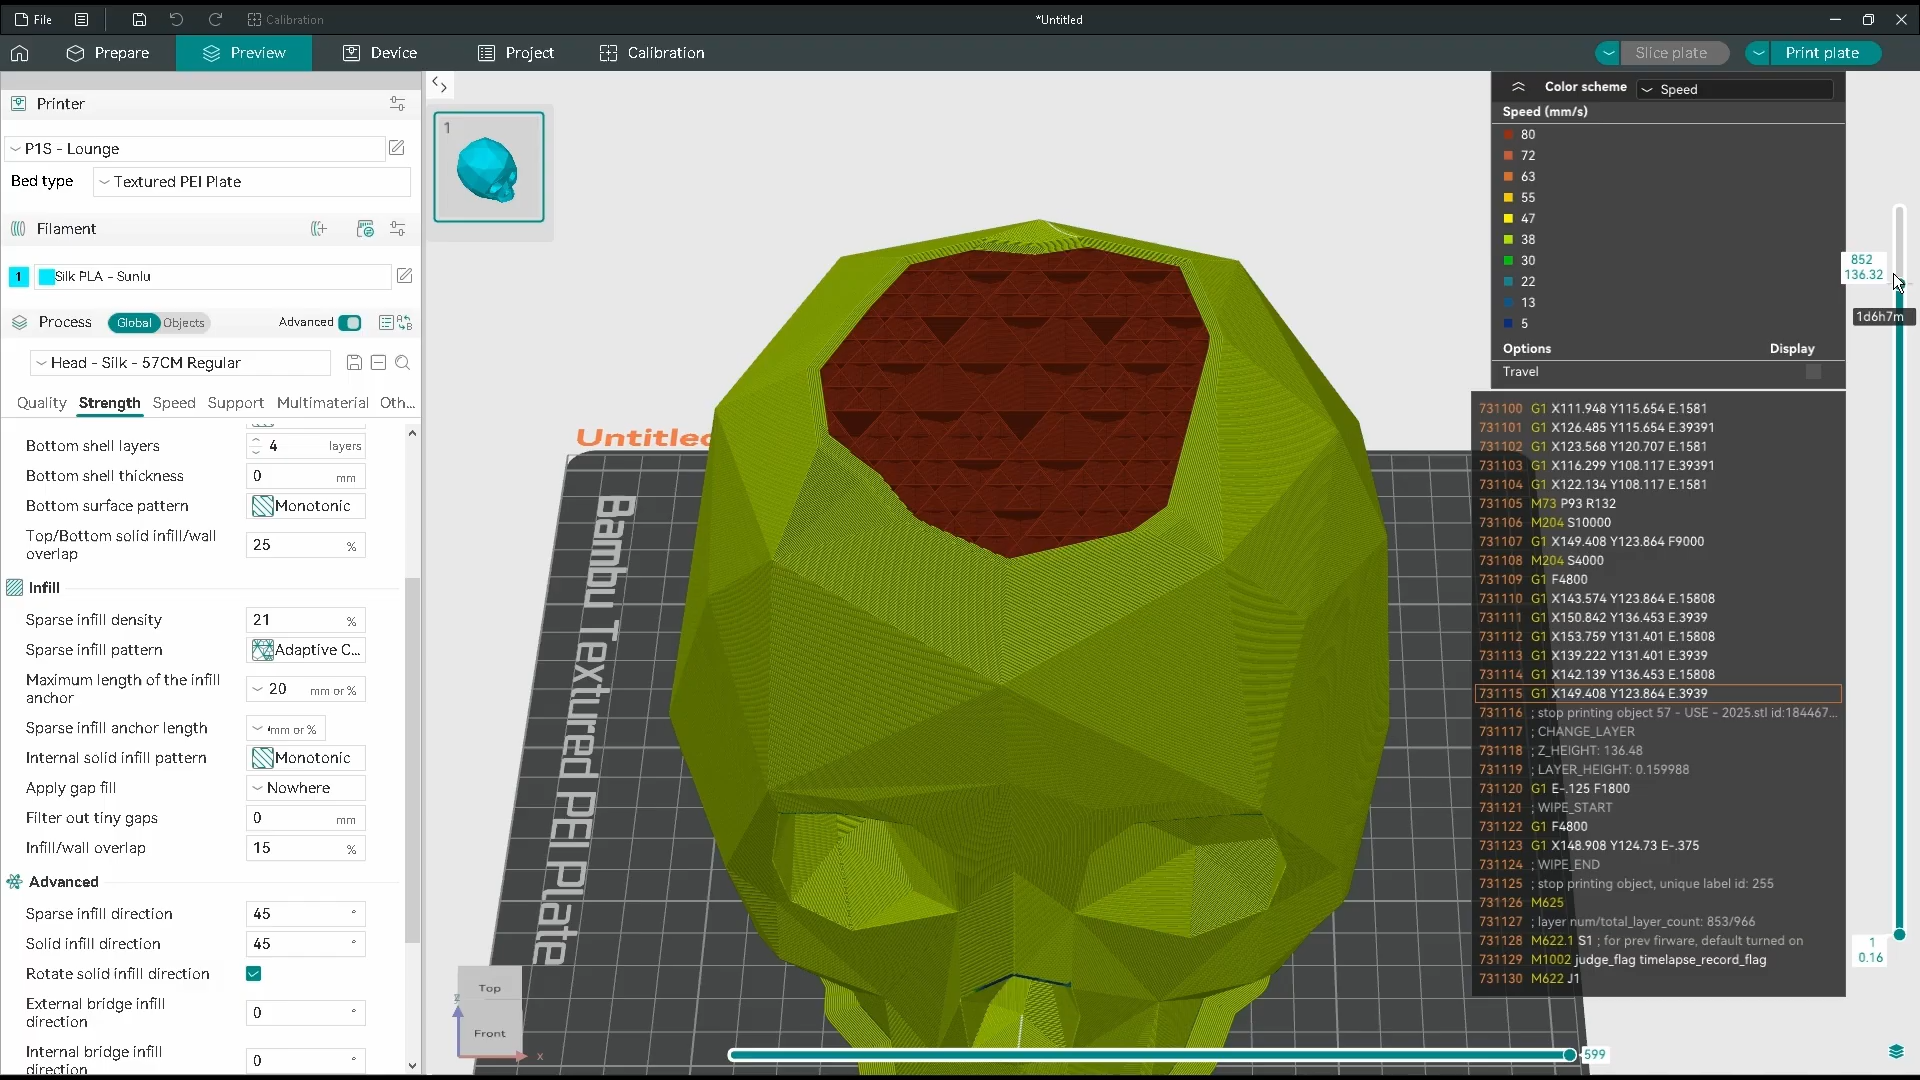 File
Calibration
*Untitled
Prepare
Preview
Device
Project
Calibration
Slice plate
Print plate
Printer
P1S - Lounge
Bed type
Textured PEI Plate
Filament
1
Silk PLA - Sunlu
Process
Global
Objects
Advanced
Head - Silk - 57CM Regular
Quality
Strength
Speed
Support
Multimaterial
Oth...
Bottom shell layers
4
layers
Bottom shell thickness
0
mm
Bottom surface pattern
Monotonic
Top/Bottom solid infill/wall
overlap
25
%
Infill
Sparse infill density
21
%
Sparse infill pattern
Adaptive C...
Maximum length of the infill
anchor
20
mm or %
Sparse infill anchor length
mm or %
Internal solid infill pattern
Monotonic
Apply gap fill
Nowhere
Filter out tiny gaps
0
mm
Infill/wall overlap
15
%
Advanced
Sparse infill direction
45
°
Solid infill direction
45
°
Rotate solid infill direction
External bridge infill
direction
0
°
Internal bridge infill
direction
0
°
1
Untitled
Bambu Textured PEI Plate
Top
Front
z
x
599
Color scheme
Speed
Speed (mm/s)
80
72
63
55
47
38
30
22
13
5
Options
Display
Travel
852
136.32
1d6h7m
1
0.16
731100 G1 X111.948 Y115.654 E.1581
731101 G1 X126.485 Y115.654 E.39391
731102 G1 X123.568 Y120.707 E.1581
731103 G1 X116.299 Y108.117 E.39391
731104 G1 X122.134 Y108.117 E.1581
731105 M73 P93 R132
731106 M204 S10000
731107 G1 X149.408 Y123.864 F9000
731108 M204 S4000
731109 G1 F4800
731110 G1 X143.574 Y123.864 E.15808
731111 G1 X150.842 Y136.453 E.3939
731112 G1 X153.759 Y131.401 E.15808
731113 G1 X139.222 Y131.401 E.3939
731114 G1 X142.139 Y136.453 E.15808
731115 G1 X149.408 Y123.864 E.3939
731116 ; stop printing object 57 - USE - 2025.stl id:184467...
731117 ; CHANGE_LAYER
731118 ; Z_HEIGHT: 136.48
731119 ; LAYER_HEIGHT: 0.159988
731120 G1 E-.125 F1800
731121 ; WIPE_START
731122 G1 F4800
731123 G1 X148.908 Y124.73 E-.375
731124 ; WIPE_END
731125 ; stop printing object, unique label id: 255
731126 M625
731127 ; layer num/total_layer_count: 853/966
731128 M622.1 S1 ; for prev firware, default turned on
731129 M1002 judge_flag timelapse_record_flag
731130 M622 J1